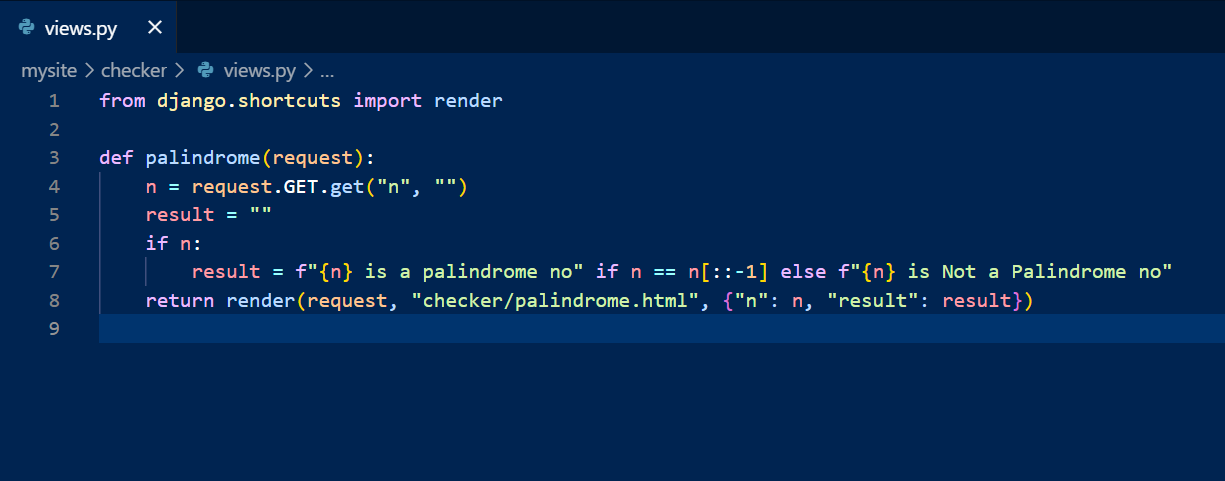 views.py ×
mysite > checker > views.py > ...
1 from django.shortcuts import render
2
3 def palindrome(request):
4     n = request.GET.get("n", "")
5     result = ""
6     if n:
7         result = f"{n} is a palindrome no" if n == n[::-1] else f"{n} is Not a Palindrome no"
8     return render(request, "checker/palindrome.html", {"n": n, "result": result})
9